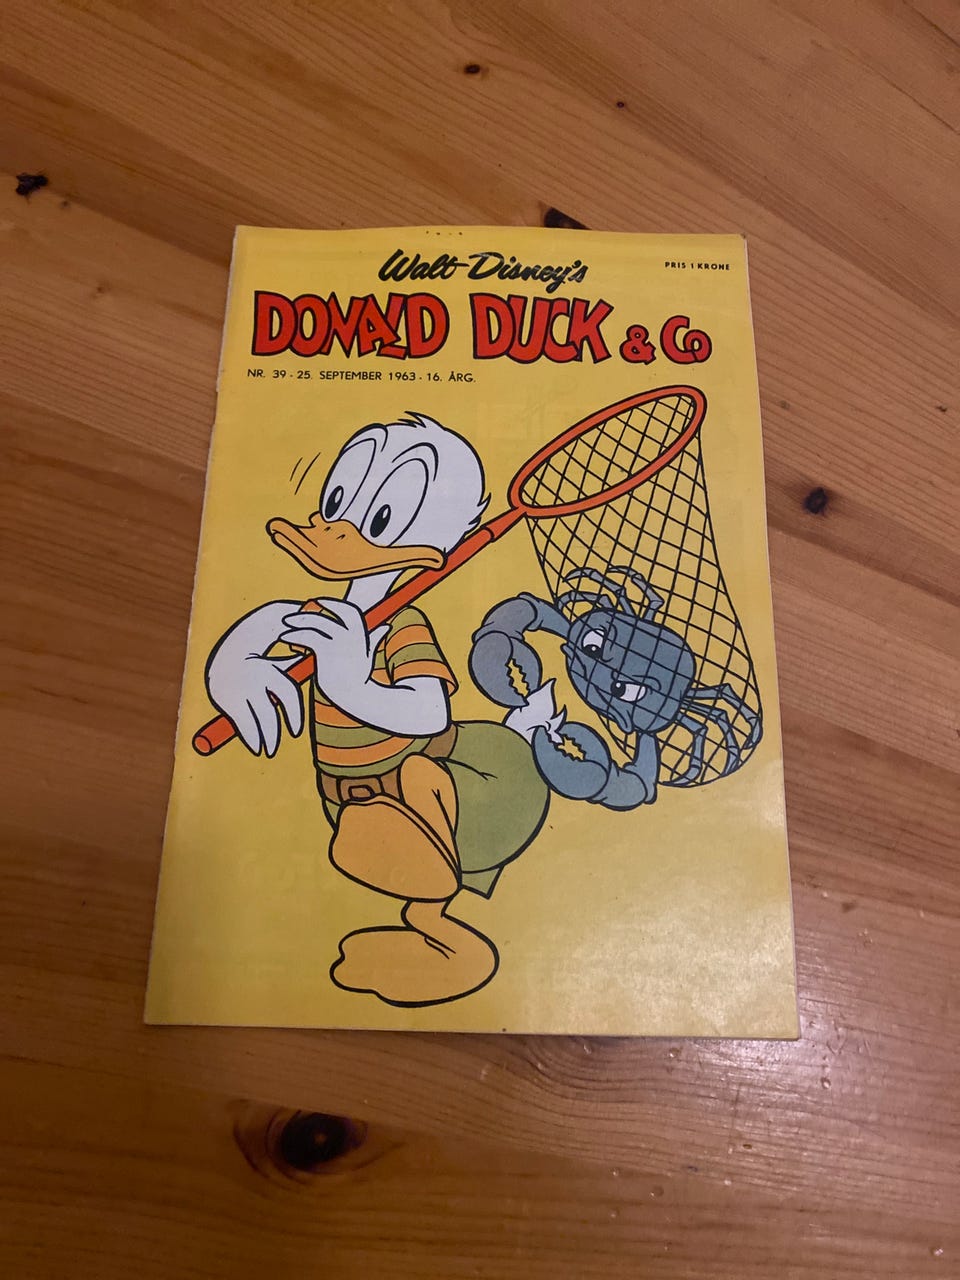 Walt Disney's
PRIS 1 KRONE
DONALD DUCK & Co
NR. 39 - 25. SEPTEMBER 1963 - 16. ÅRG.